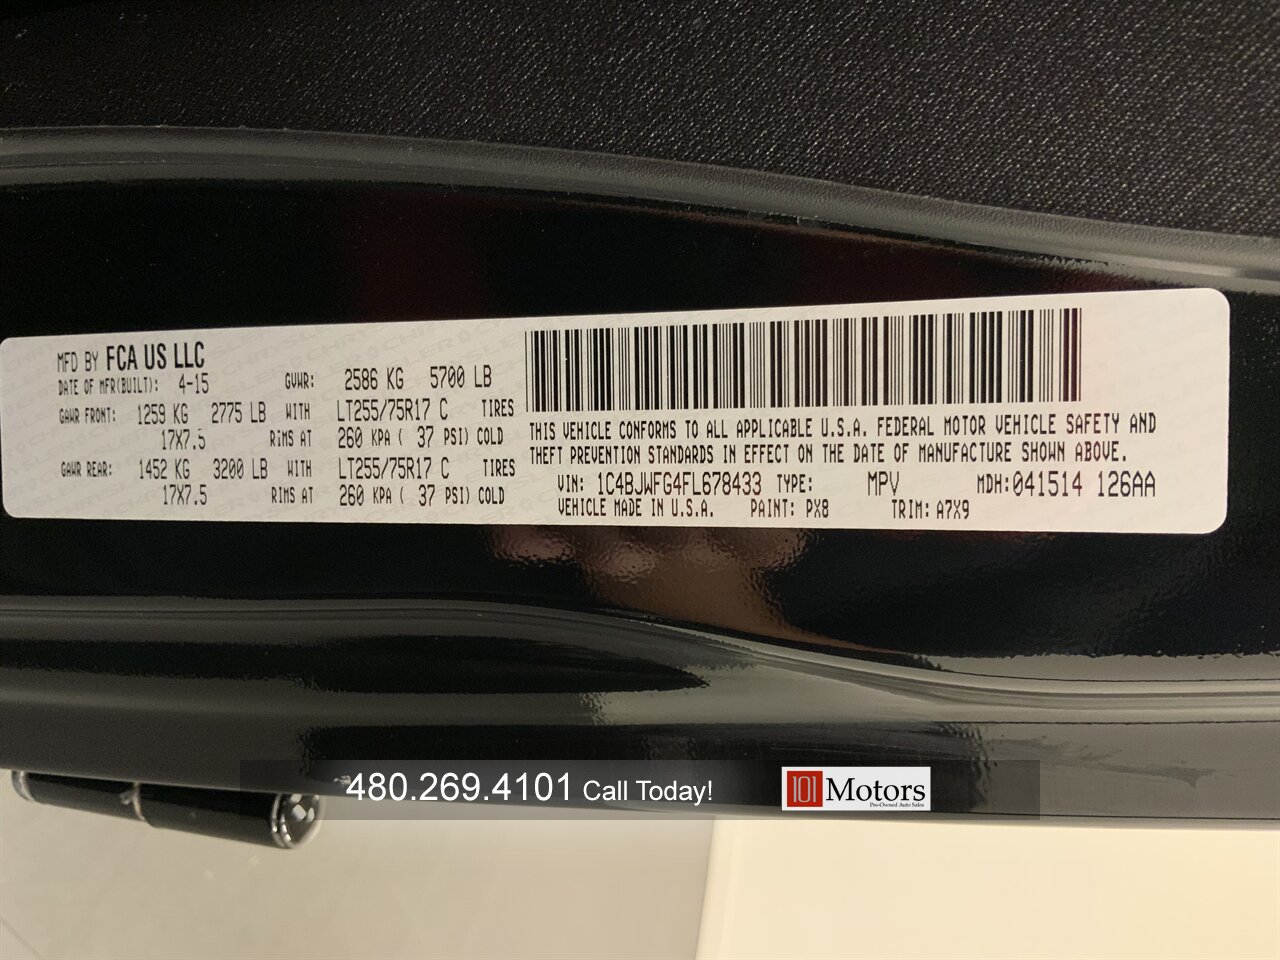 MFD BY FCA US LLC
DATE OF MFR(BUILT): 4-15 GVWR: 2586 KG 5700 LB
GAWR FRONT: 1259 KG 2775 LB WITH LT255/75R17 C TIRES
17X7.5 RIMS AT 260 KPA ( 37 PSI) COLD
GAWR REAR: 1452 KG 3200 LB WITH LT255/75R17 C TIRES
17X7.5 RIMS AT 260 KPA ( 37 PSI) COLD
THIS VEHICLE CONFORMS TO ALL APPLICABLE U.S.A. FEDERAL MOTOR VEHICLE SAFETY AND
THEFT PREVENTION STANDARDS IN EFFECT ON THE DATE OF MANUFACTURE SHOWN ABOVE.
VIN: 1C4BJWFG4FL678433 TYPE: MPV MDH: 041514 126AA
VEHICLE MADE IN U.S.A. PAINT: PX8 TRIM: A7X9
480.269.4101 Call Today!
101 Motors
Pre-Owned Auto Sales